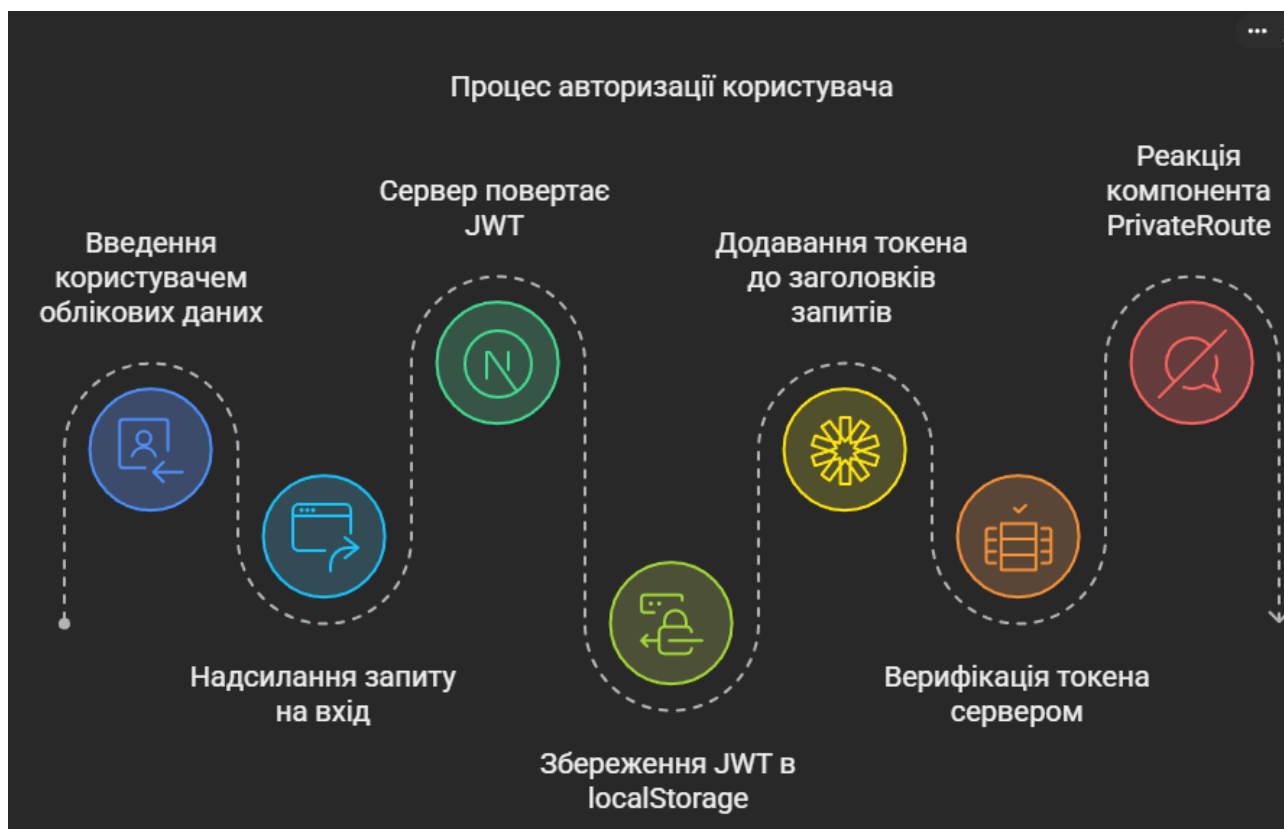 Процес авторизації користувача
Введення
користувачем
облікових даних
Надсилання запиту
на вхід
Сервер повертає
JWT
Збереження JWT в
localStorage
Додавання токена
до заголовків
запитів
Верифікація токена
сервером
Реакція
компонента
PrivateRoute